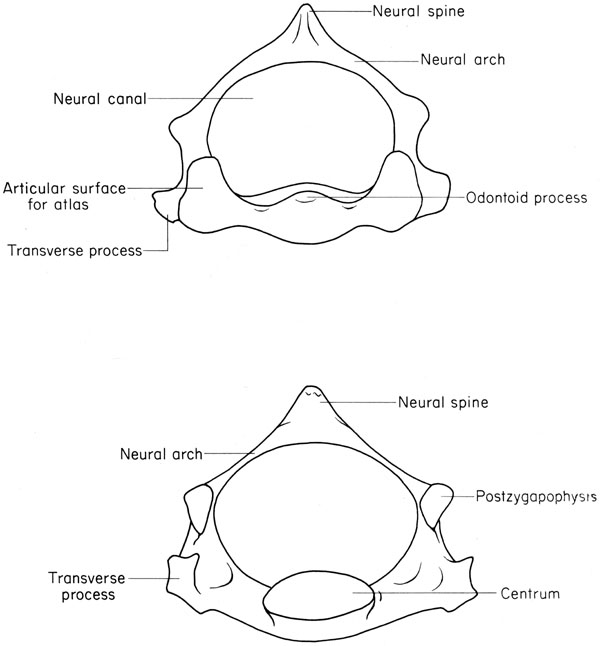 Neural spine
Neural arch
Neural canal
Articular surface
for atlas
Odontoid process
Transverse process
Neural spine
Neural arch
Postzygapophysis
Transverse
process
Centrum